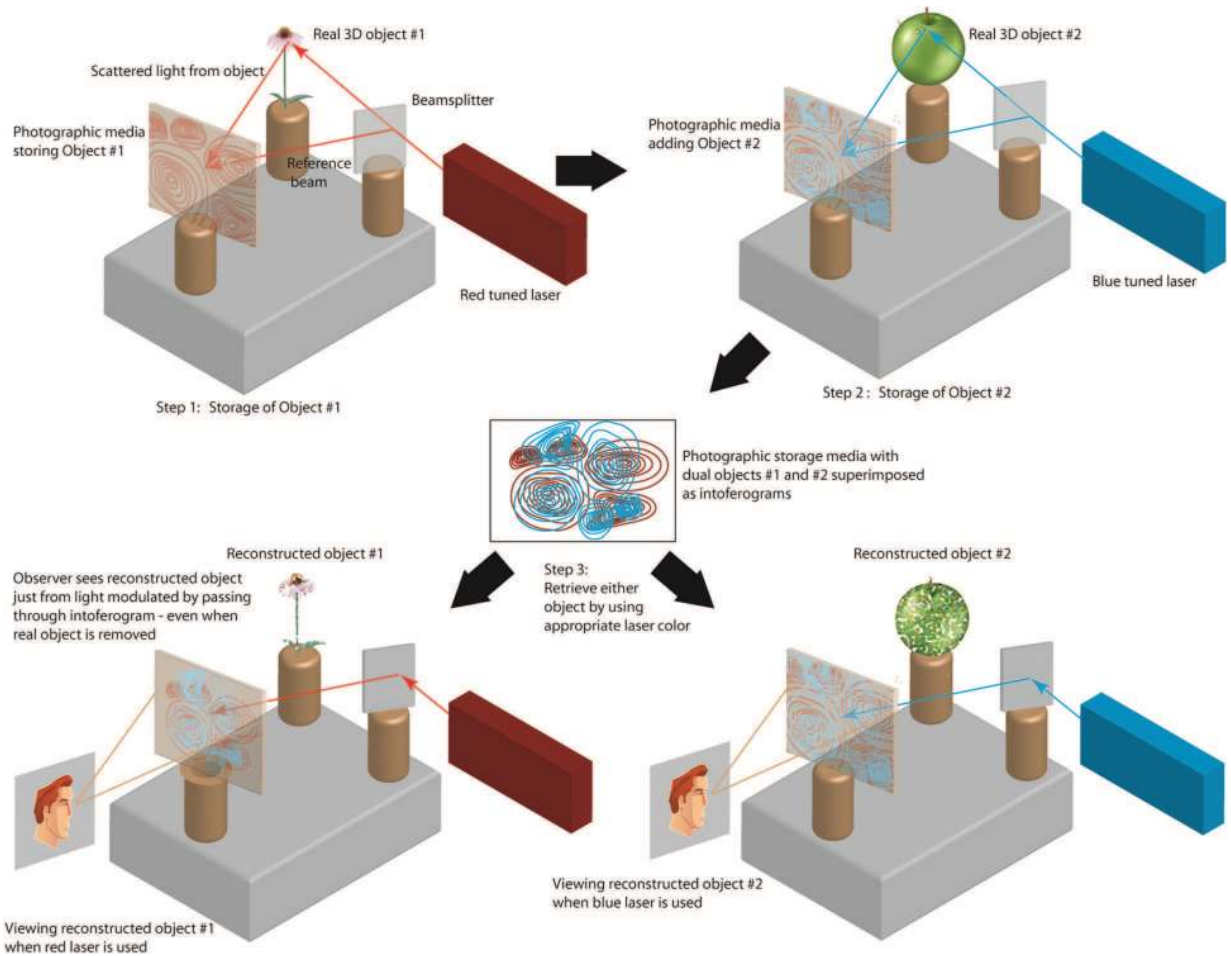 Real 3D object #1
Scattered light from object
Beamsplitter
Photographic media
storing Object #1
Reference
beam
Red tuned laser
Step 1: Storage of Object #1
Real 3D object #2
Photographic media
adding Object #2
Blue tuned laser
Step 2 : Storage of Object #2
Photographic storage media with
dual objects #1 and #2 superimposed
as intoferograms
Step 3:
Retrieve either
object by using
appropriate laser color
Reconstructed object #1
Observer sees reconstructed object
just from light modulated by passing
through intoferogram - even when
real object is removed
Viewing reconstructed object #1
when red laser is used
Reconstructed object #2
Viewing reconstructed object #2
when blue laser is used